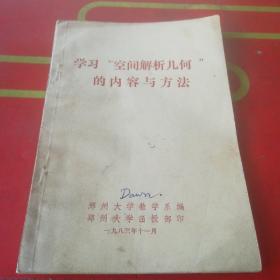 学习“空间解析几何”
的内容与方法
Dawn.
郑州大学数学系编
郑州大学函授部印
一九八三年十一月